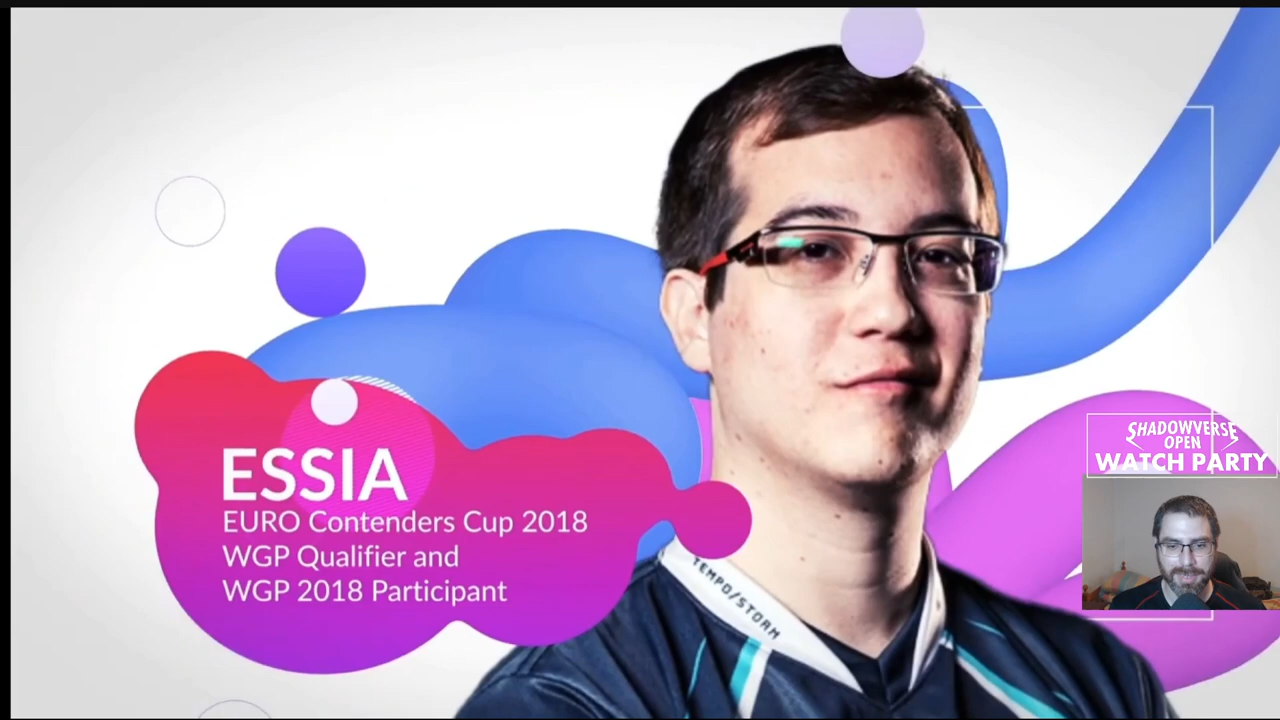 ESSIA
EURO Contenders Cup 2018
WGP Qualifier and
WGP 2018 Participant
TEMPO/STORM
SHADOWVERSE
OPEN
WATCH PARTY